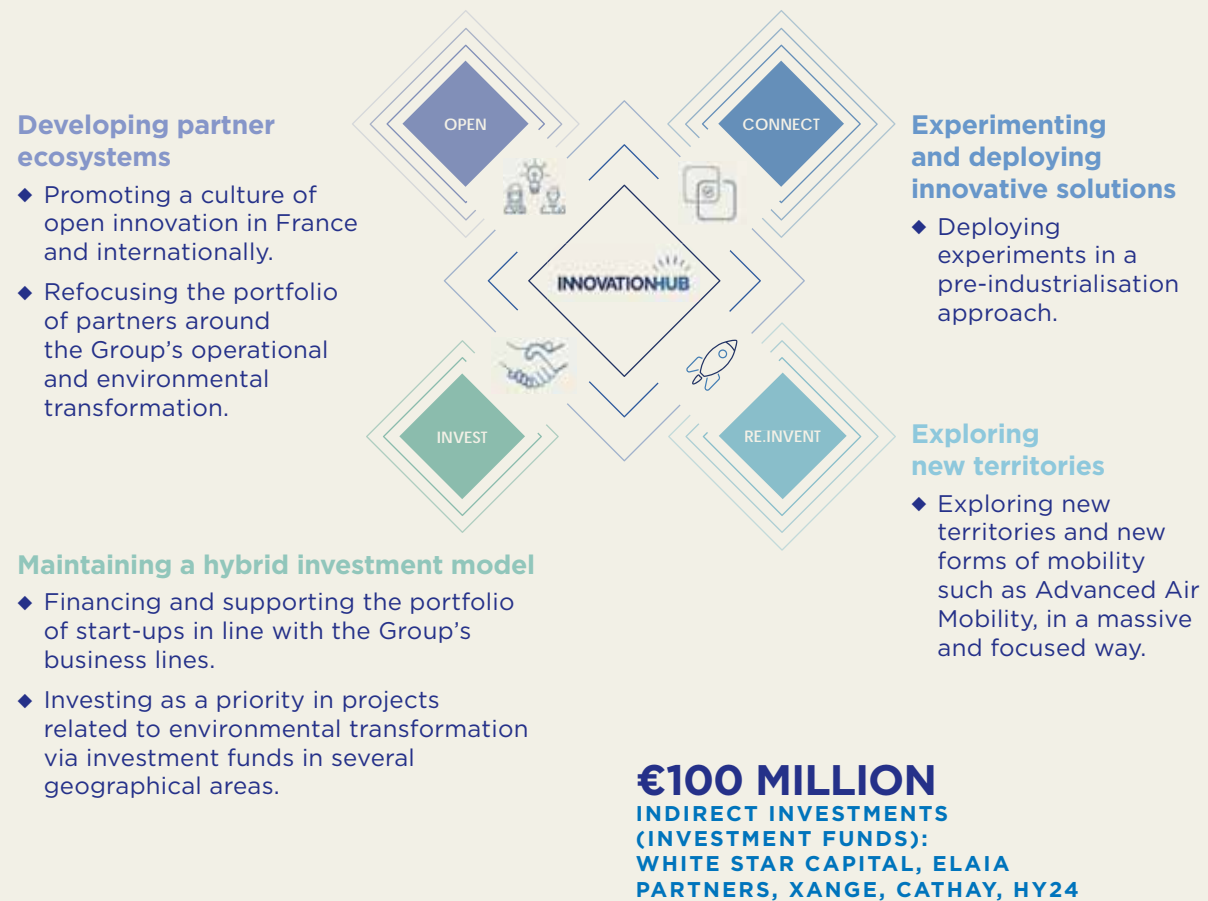 OPEN
CONNECT
INNOVATIONHUB
INVEST
RE.INVENT
Developing partner
ecosystems
◆ Promoting a culture of
open innovation in France
and internationally.
◆ Refocusing the portfolio
of partners around
the Group's operational
and environmental
transformation.
Experimenting
and deploying
innovative solutions
◆ Deploying
experiments in a
pre-industrialisation
approach.
Maintaining a hybrid investment model
◆ Financing and supporting the portfolio
of start-ups in line with the Group's
business lines.
◆ Investing as a priority in projects
related to environmental transformation
via investment funds in several
geographical areas.
Exploring
new territories
◆ Exploring new
territories and new
forms of mobility
such as Advanced Air
Mobility, in a massive
and focused way.
€100 MILLION
INDIRECT INVESTMENTS
(INVESTMENT FUNDS):
WHITE STAR CAPITAL, ELAIA
PARTNERS, XANGE, CATHAY, HY24